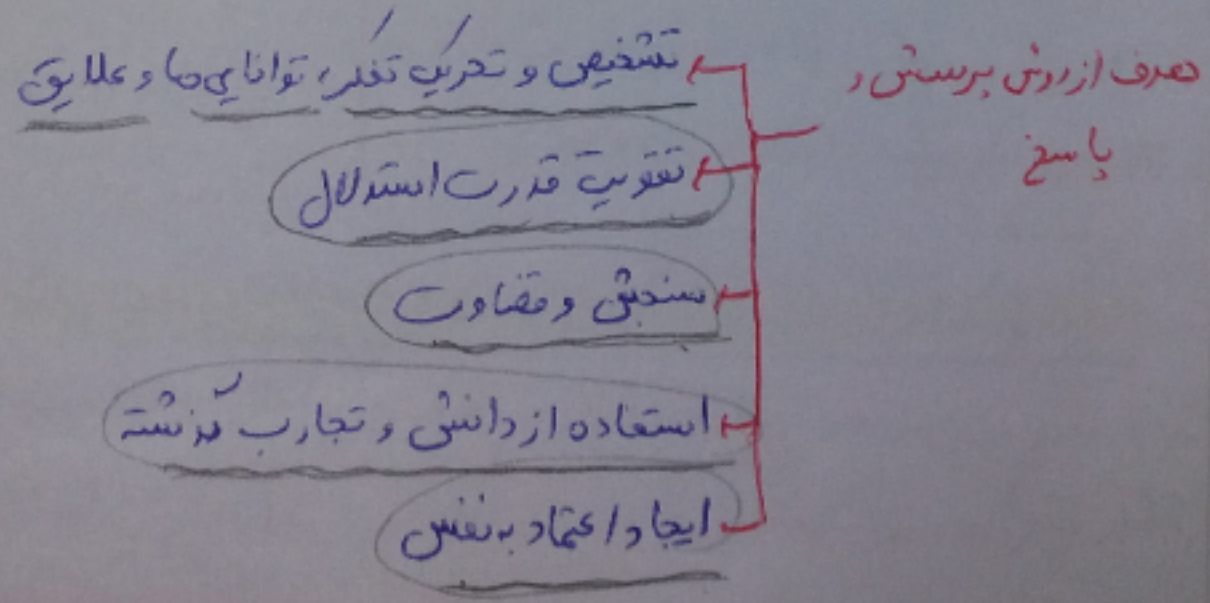 هدف از روش پرسش و
پاسخ
تشخیص و تحریک تفکر، توانایی‌ها و علایق
تقویت قدرت استدلال
سنجش و قضاوت
استفاده از دانش و تجارب گذشته
ایجاد اعتماد به نفس